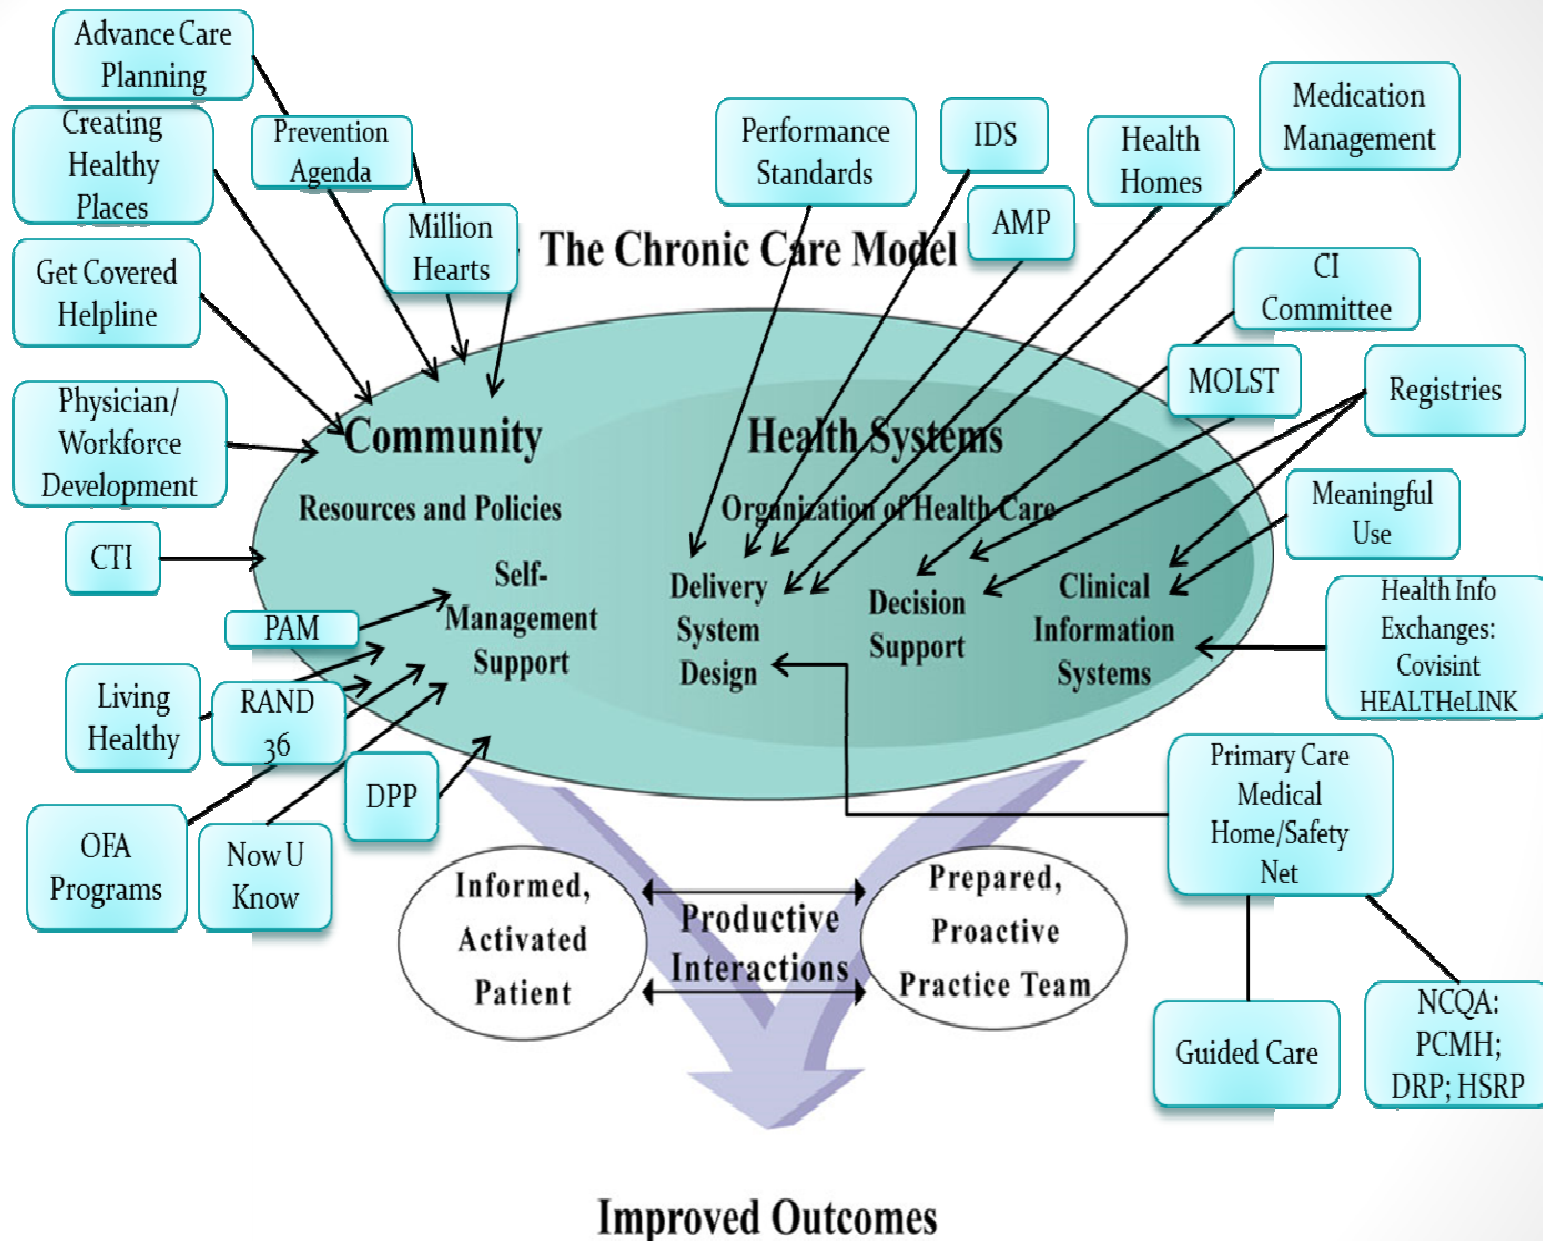 Advance Care
Planning
Creating
Healthy
Places
Prevention
Agenda
Million
Hearts
Get Covered
Helpline
Physician/
Workforce
Development
CTI
Performance
Standards
IDS
AMP
Health
Homes
Medication
Management
CI
Committee
MOLST
Registries
Meaningful
Use
Health Info
Exchanges:
Covisint
HEALTHeLINK
The Chronic Care Model
Community
Resources and Policies
Self-
Management
Support
Health Systems
Organization of Health Care
Delivery
System
Design
Decision
Support
Clinical
Information
Systems
PAM
Living
Healthy
RAND
36
DPP
OFA
Programs
Now U
Know
Primary Care
Medical
Home/Safety
Net
Guided Care
NCQA:
PCMH;
DRP; HSRP
Informed,
Activated
Patient
Productive
Interactions
Prepared,
Proactive
Practice Team
Improved Outcomes